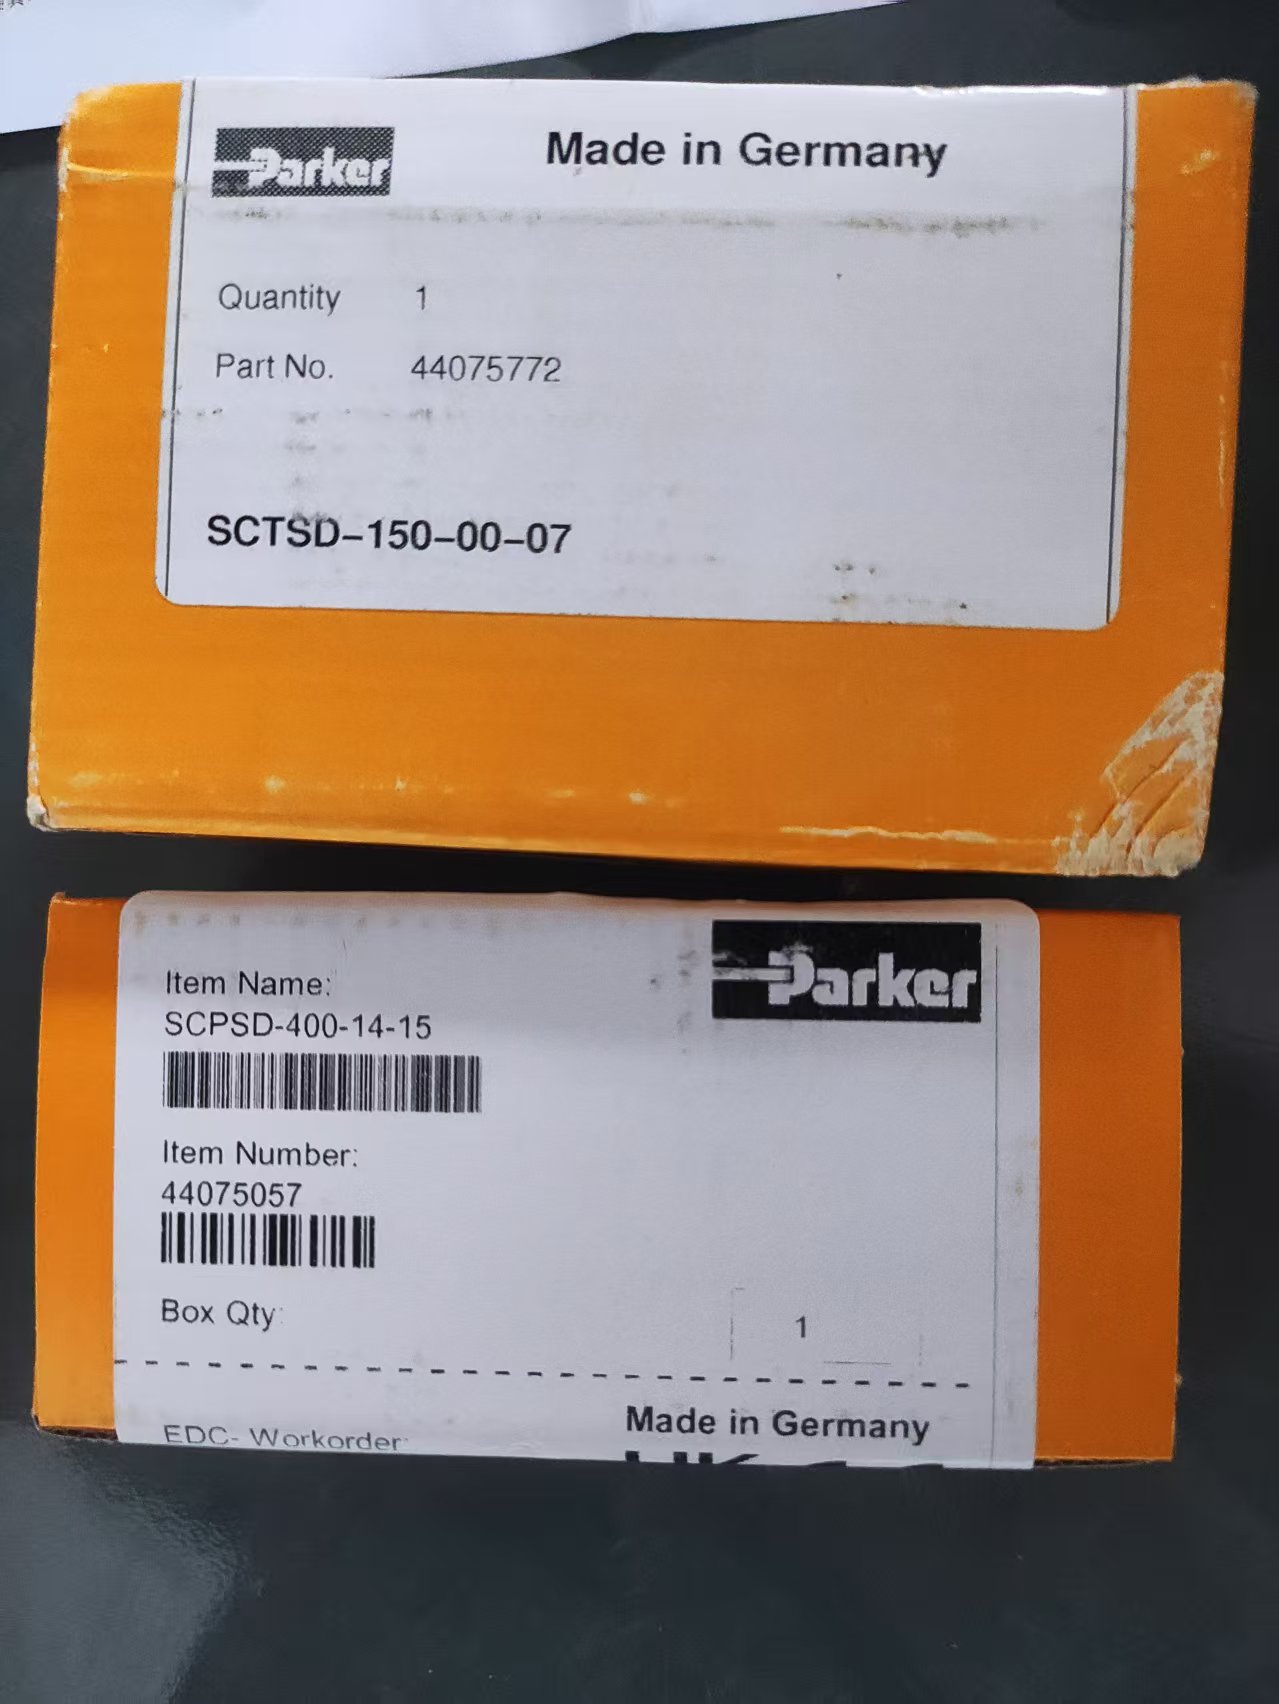 Parker
Made in Germany
Quantity 1
Part No. 44075772
SCTSD-150-00-07
Parker
Item Name:
SCPSD-400-14-15
Item Number:
44075057
Box Qty: 1
Made in Germany
EDC- Workorder: